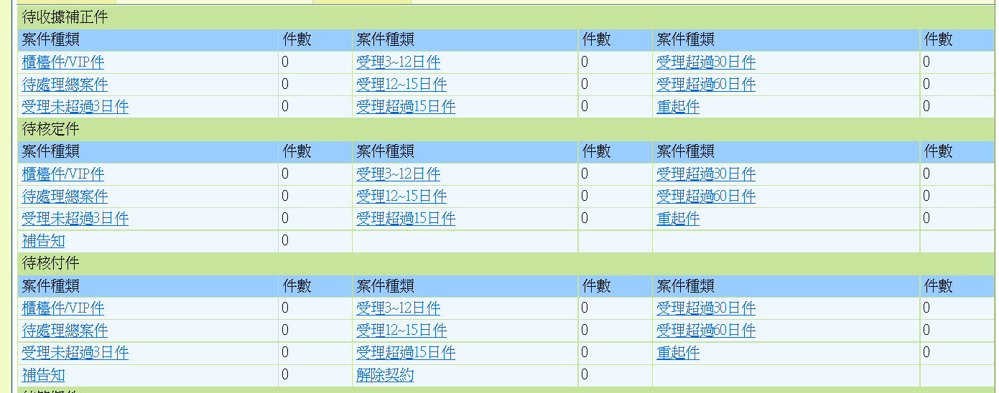 待收據補正件
案件種類 件數 案件種類 件數 案件種類 件數
櫃檯件/VIP件 0 受理3~12日件 0 受理超過30日件 0
待處理總案件 0 受理12~15日件 0 受理超過60日件 0
受理未超過3日件 0 受理超過15日件 0 重起件 0
待核定件
案件種類 件數 案件種類 件數 案件種類 件數
櫃檯件/VIP件 0 受理3~12日件 0 受理超過30日件 0
待處理總案件 0 受理12~15日件 0 受理超過60日件 0
受理未超過3日件 0 受理超過15日件 0 重起件 0
補告知 0
待核付件
案件種類 件數 案件種類 件數 案件種類 件數
櫃檯件/VIP件 0 受理3~12日件 0 受理超過30日件 0
待處理總案件 0 受理12~15日件 0 受理超過60日件 0
受理未超過3日件 0 受理超過15日件 0 重起件 0
補告知 0 解除契約 0